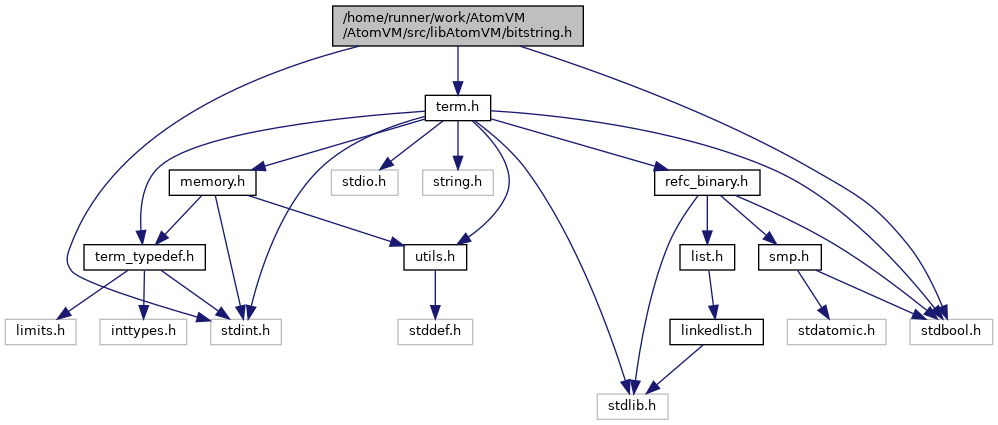 /home/runner/work/AtomVM
/AtomVM/src/libAtomVM/bitstring.h
term.h
memory.h
stdio.h
string.h
refc_binary.h
term_typedef.h
utils.h
list.h
smp.h
limits.h
inttypes.h
stdint.h
stddef.h
linkedlist.h
stdatomic.h
stdbool.h
stdlib.h